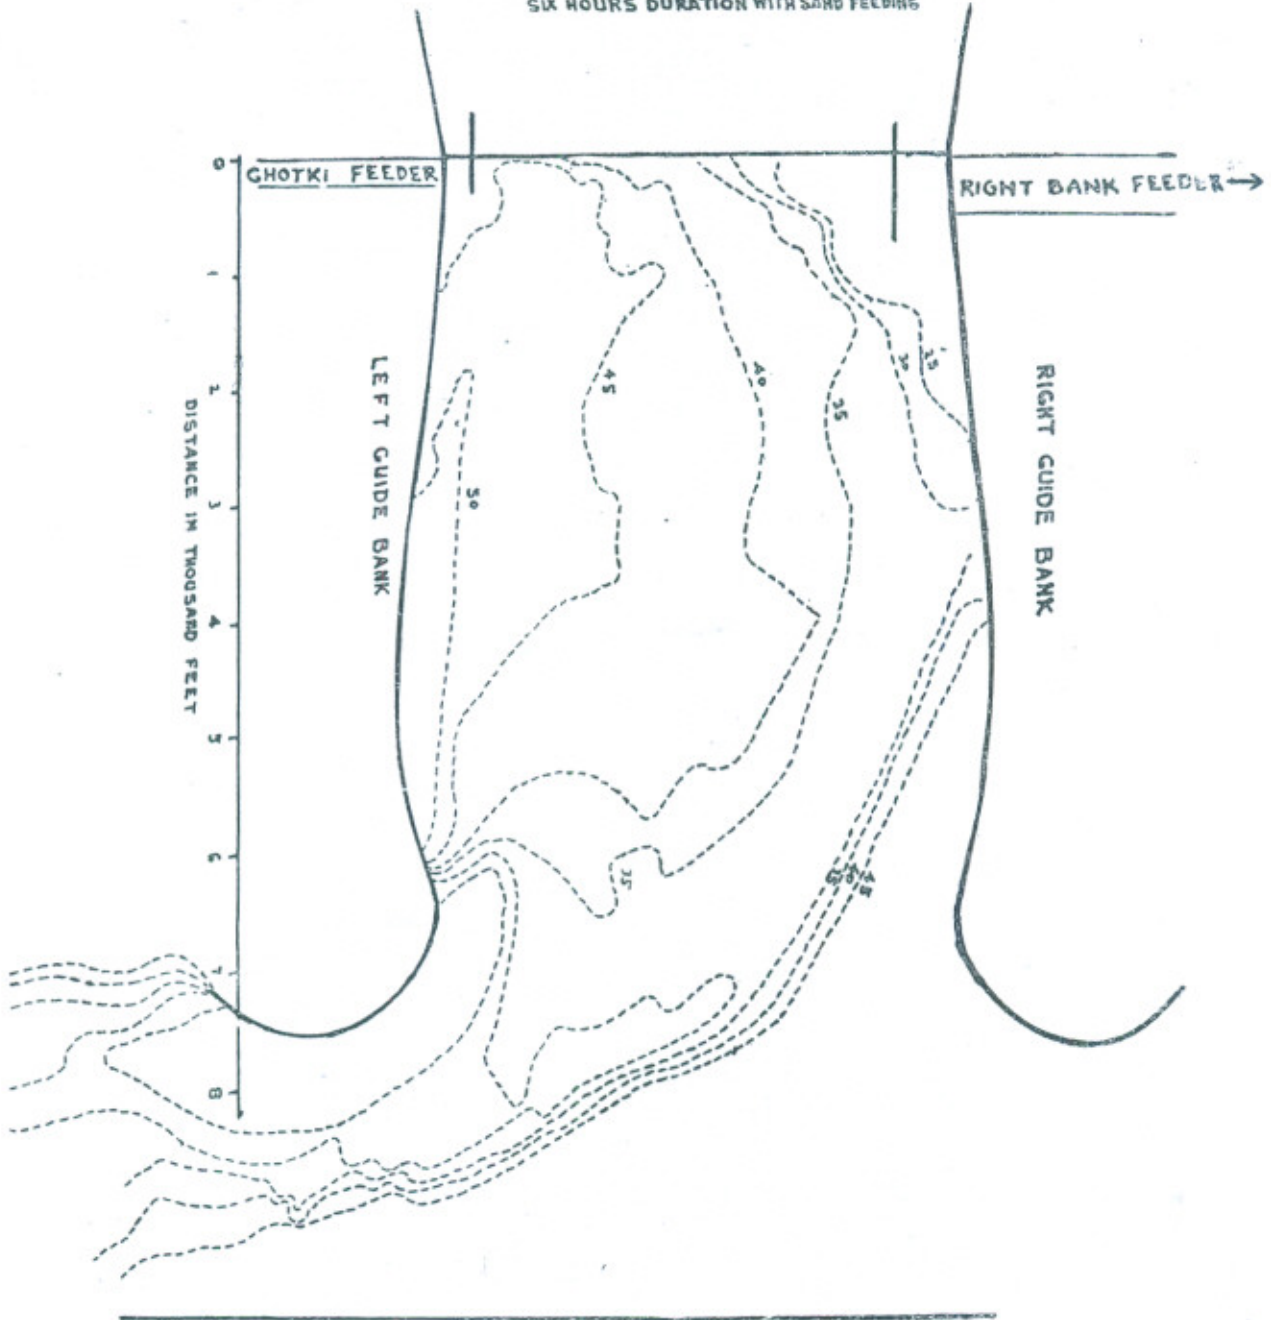 SIX HOURS DURATION WITH SAND FEEDING
0
GHOTKI FEEDER
RIGHT BANK FEEDER
1
2
3
4
5
6
7
8
DISTANCE IN THOUSAND FEET
LEFT GUIDE BANK
RIGHT GUIDE BANK
50
45
40
35
30
25
35